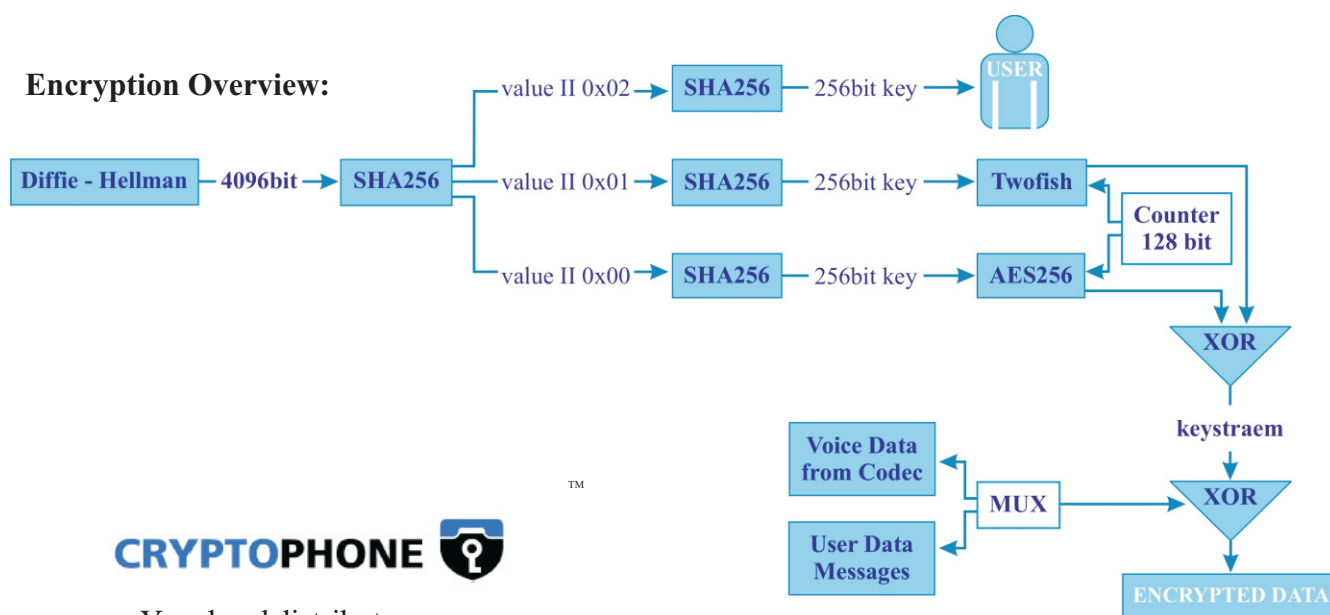 Encryption Overview:
value II 0x02
SHA256
256bit key
USER
Diffie - Hellman
4096bit
SHA256
value II 0x01
SHA256
256bit key
Twofish
Counter
128 bit
value II 0x00
SHA256
256bit key
AES256
XOR
keystraem
Voice Data
from Codec
MUX
XOR
User Data
Messages
ENCRYPTED DATA
TM
CRYPTOPHONE